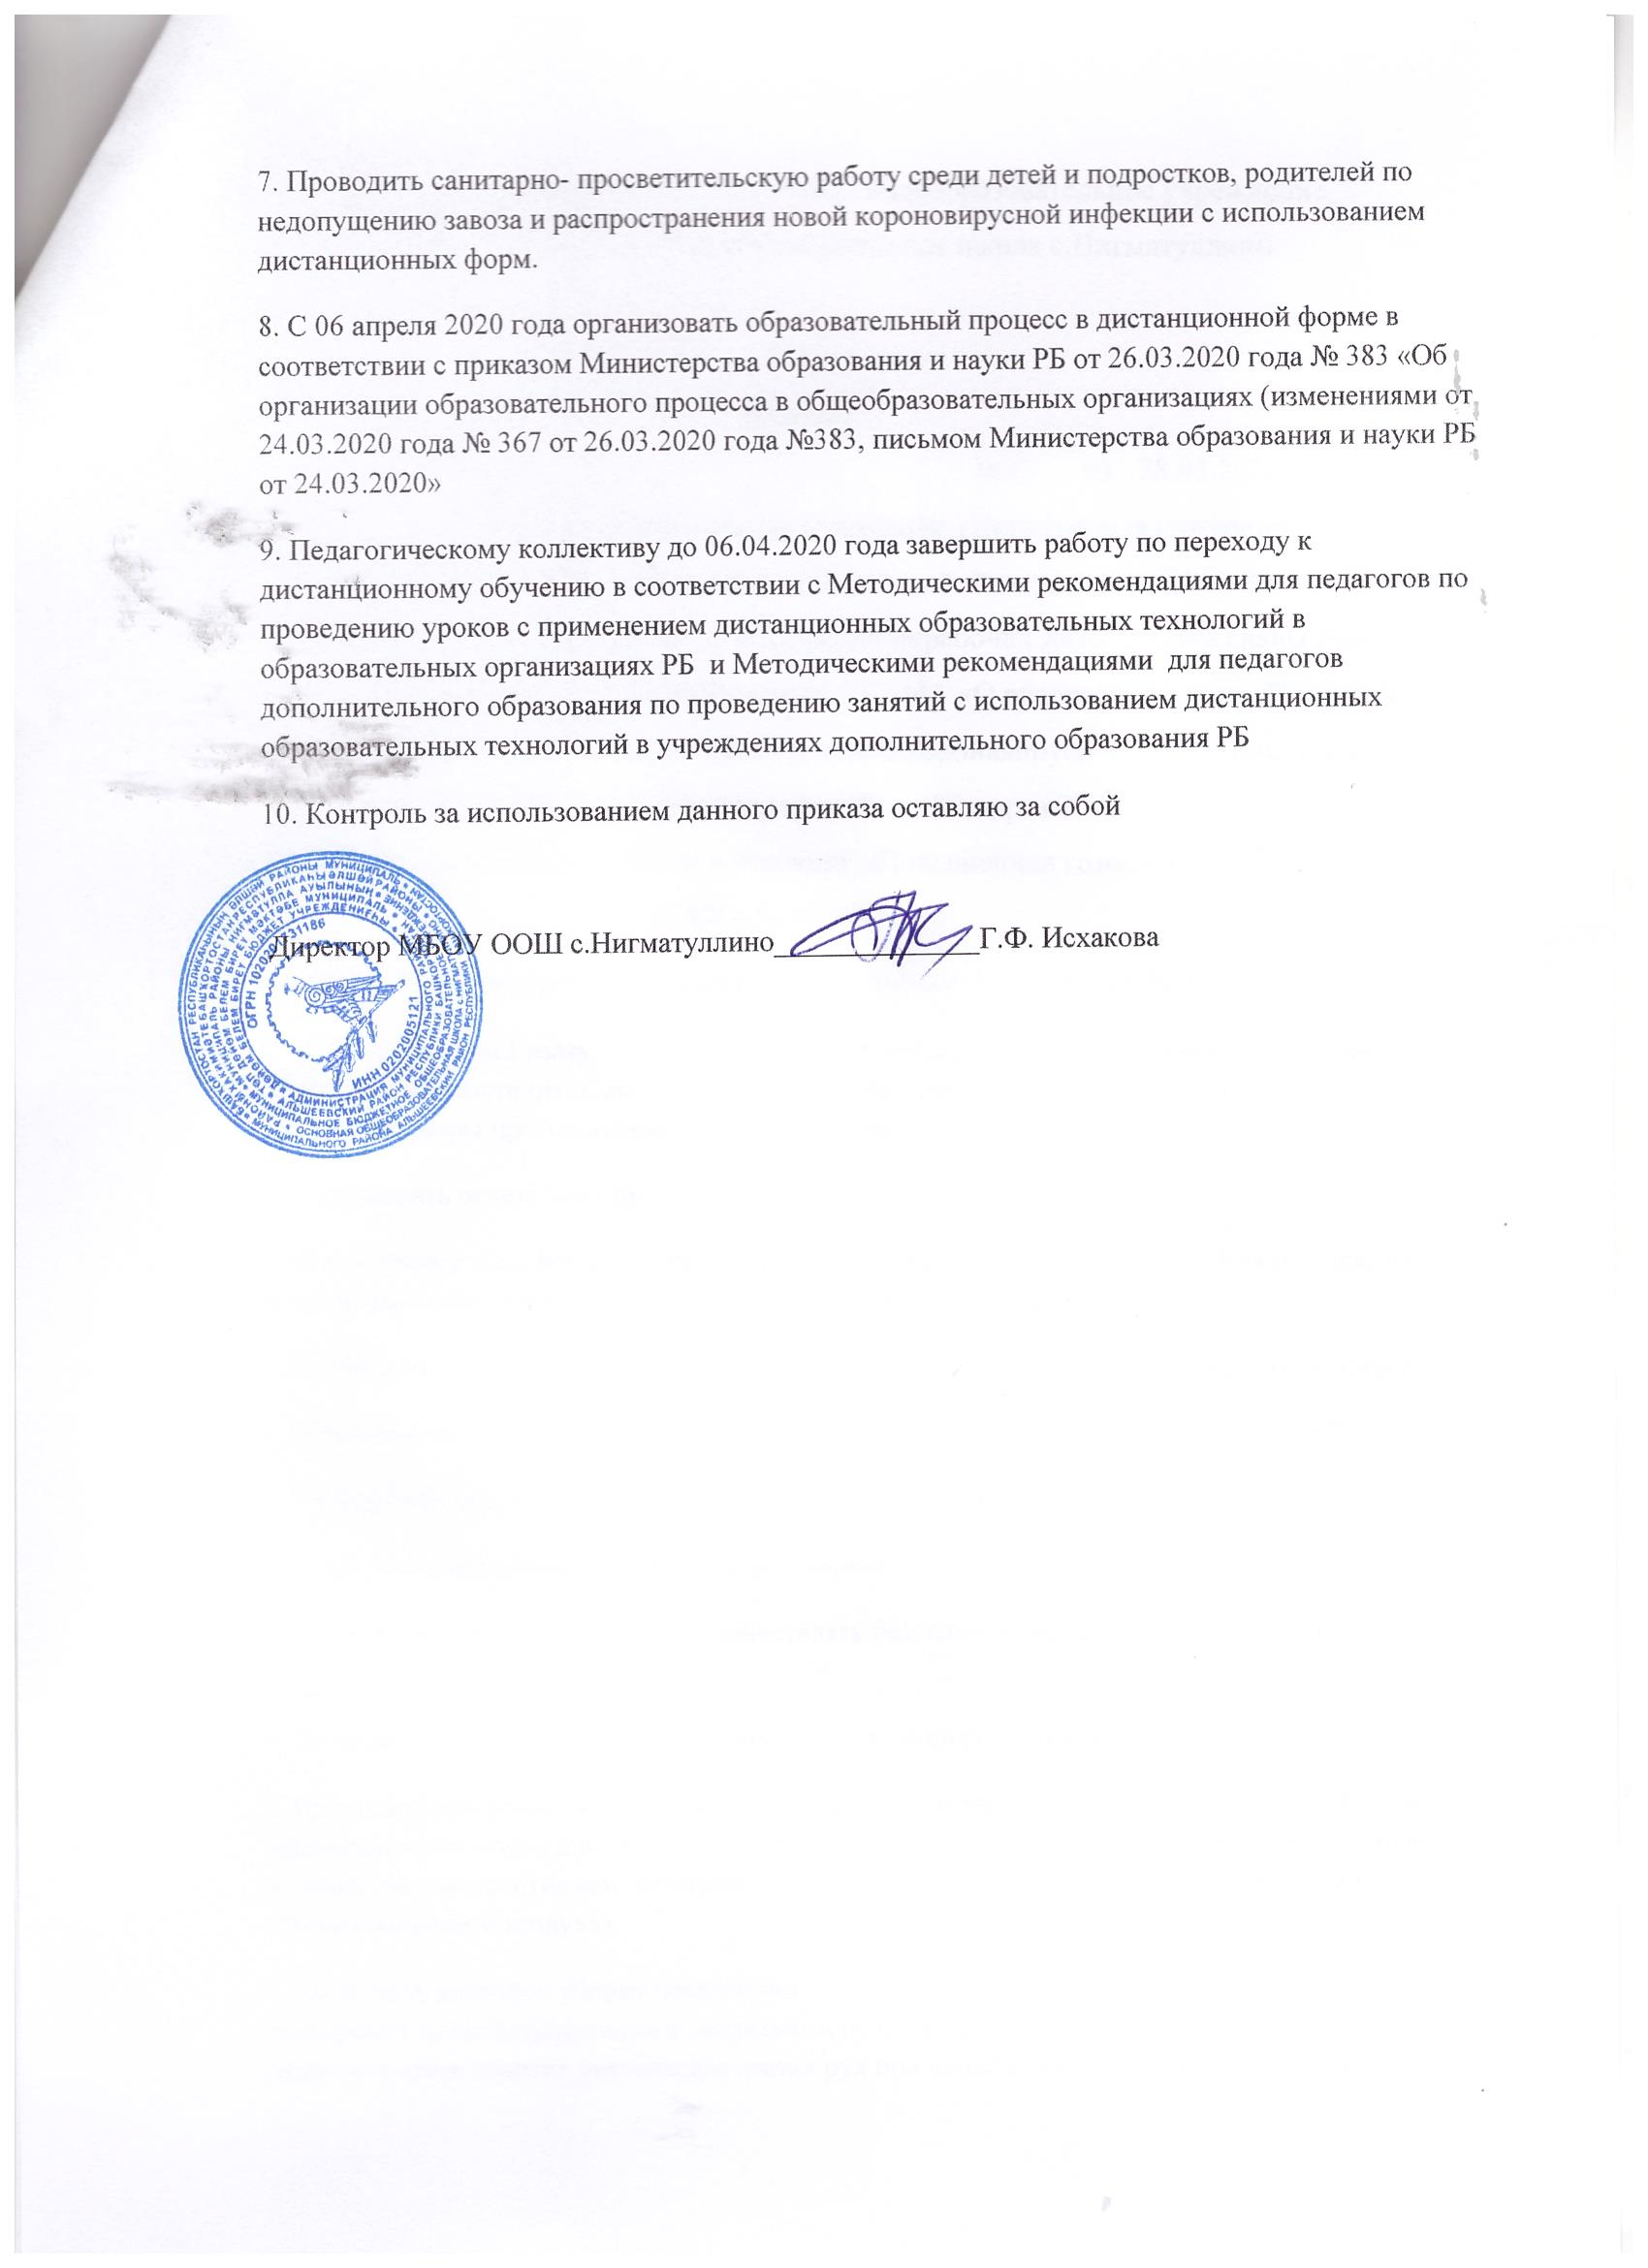 7. Проводить санитарно- просветительскую работу среди детей и подростков, родителей по
недопущению завоза и распространения новой короновирусной инфекции с использованием
дистанционных форм.
8. С 06 апреля 2020 года организовать образовательный процесс в дистанционной форме в
соответствии с приказом Министерства образования и науки РБ от 26.03.2020 года № 383 «Об
организации образовательного процесса в общеобразовательных организациях (изменениями от
24.03.2020 года № 367 от 26.03.2020 года №383, письмом Министерства образования и науки РБ
от 24.03.2020»
9. Педагогическому коллективу до 06.04.2020 года завершить работу по переходу к
дистанционному обучению в соответствии с Методическими рекомендациями для педагогов по
проведению уроков с применением дистанционных образовательных технологий в
образовательных организациях РБ и Методическими рекомендациями для педагогов
дополнительного образования по проведению занятий с использованием дистанционных
образовательных технологий в учреждениях дополнительного образования РБ
10. Контроль за использованием данного приказа оставляю за собой
Директор МБОУ ООШ с.Нигматуллино_______________Г.Ф. Исхакова
ИНН 0202005121